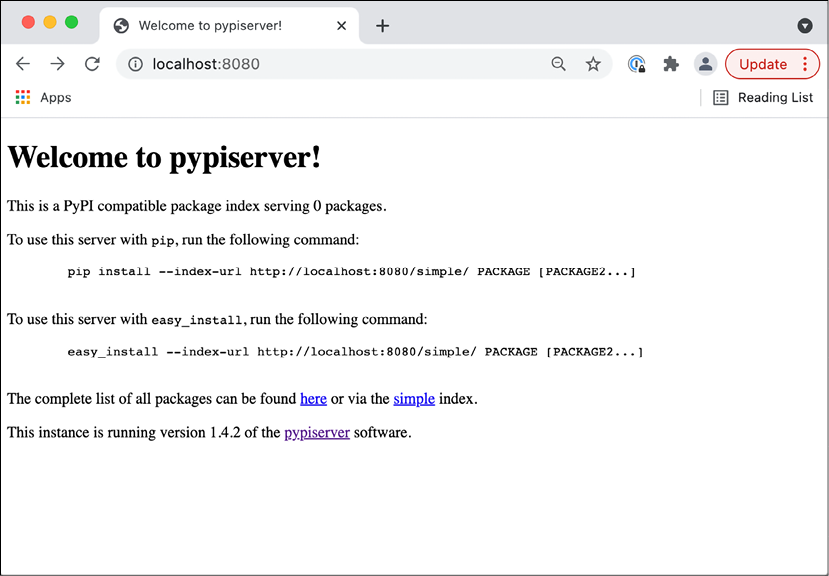 Welcome to pypiserver!
localhost:8080
Update
Apps
Reading List
Welcome to pypiserver!
This is a PyPI compatible package index serving 0 packages.
To use this server with pip, run the following command:
pip install --index-url http://localhost:8080/simple/ PACKAGE [PACKAGE2...]
To use this server with easy_install, run the following command:
easy_install --index-url http://localhost:8080/simple/ PACKAGE [PACKAGE2...]
The complete list of all packages can be found here or via the simple index.
This instance is running version 1.4.2 of the pypiserver software.